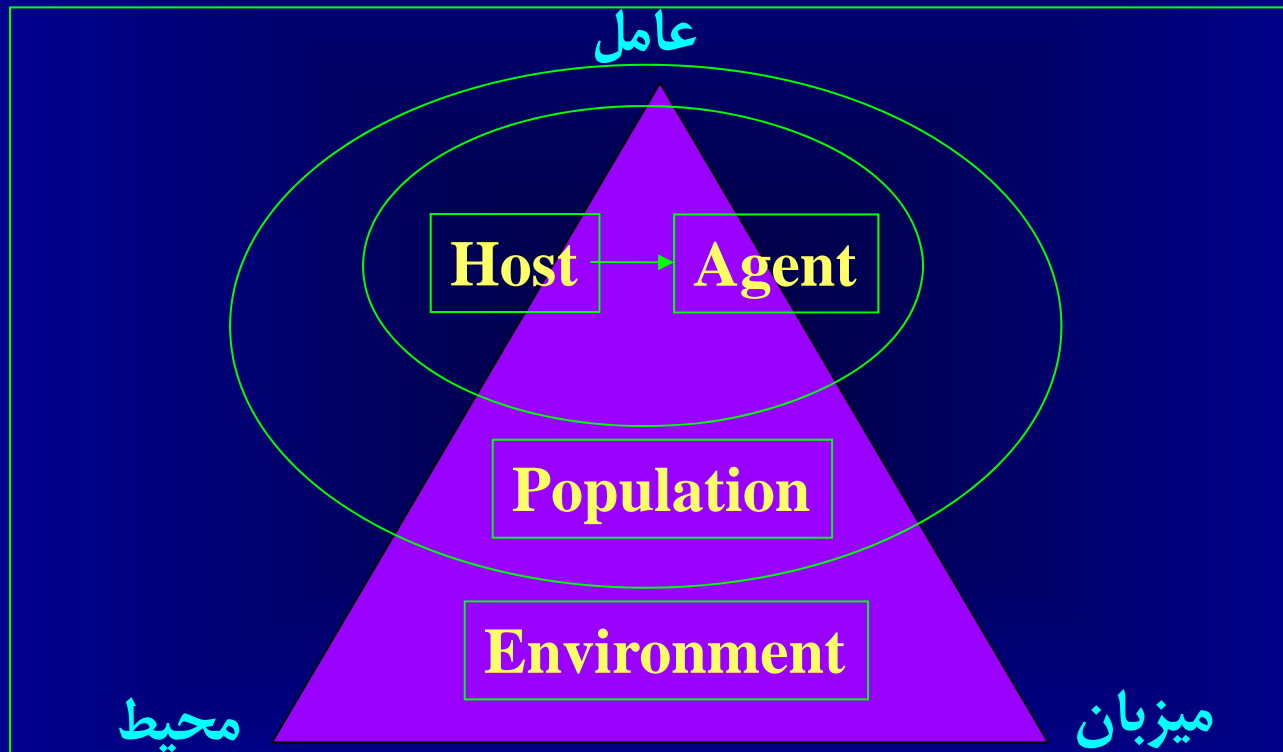 عامل
Host
Agent
Population
Environment
محیط
میزبان